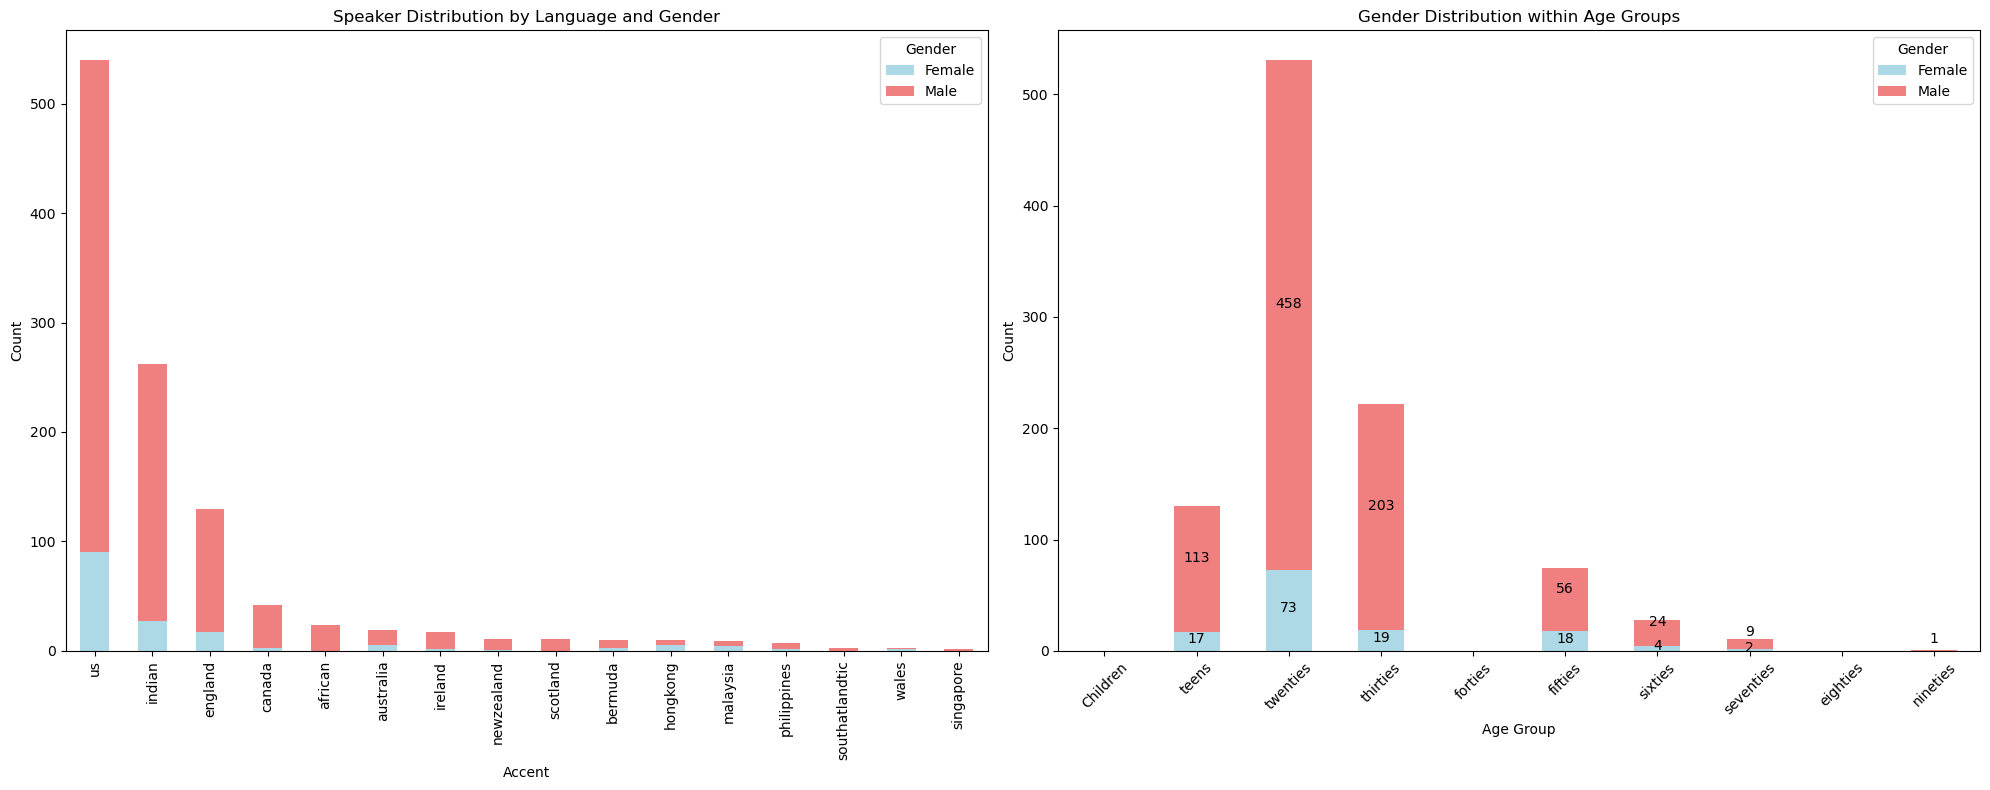 Speaker Distribution by Language and Gender
Gender
Female
Male
Count
500
400
300
200
100
0
us
indian
england
canada
african
australia
ireland
newzealand
scotland
bermuda
hongkong
malaysia
philippines
southatlandtic
wales
singapore
Accent
Gender Distribution within Age Groups
Gender
Female
Male
Count
500
400
300
200
100
0
113
17
458
73
203
19
56
18
24
4
9
2
1
Children
teens
twenties
thirties
forties
fifties
sixties
seventies
eighties
nineties
Age Group